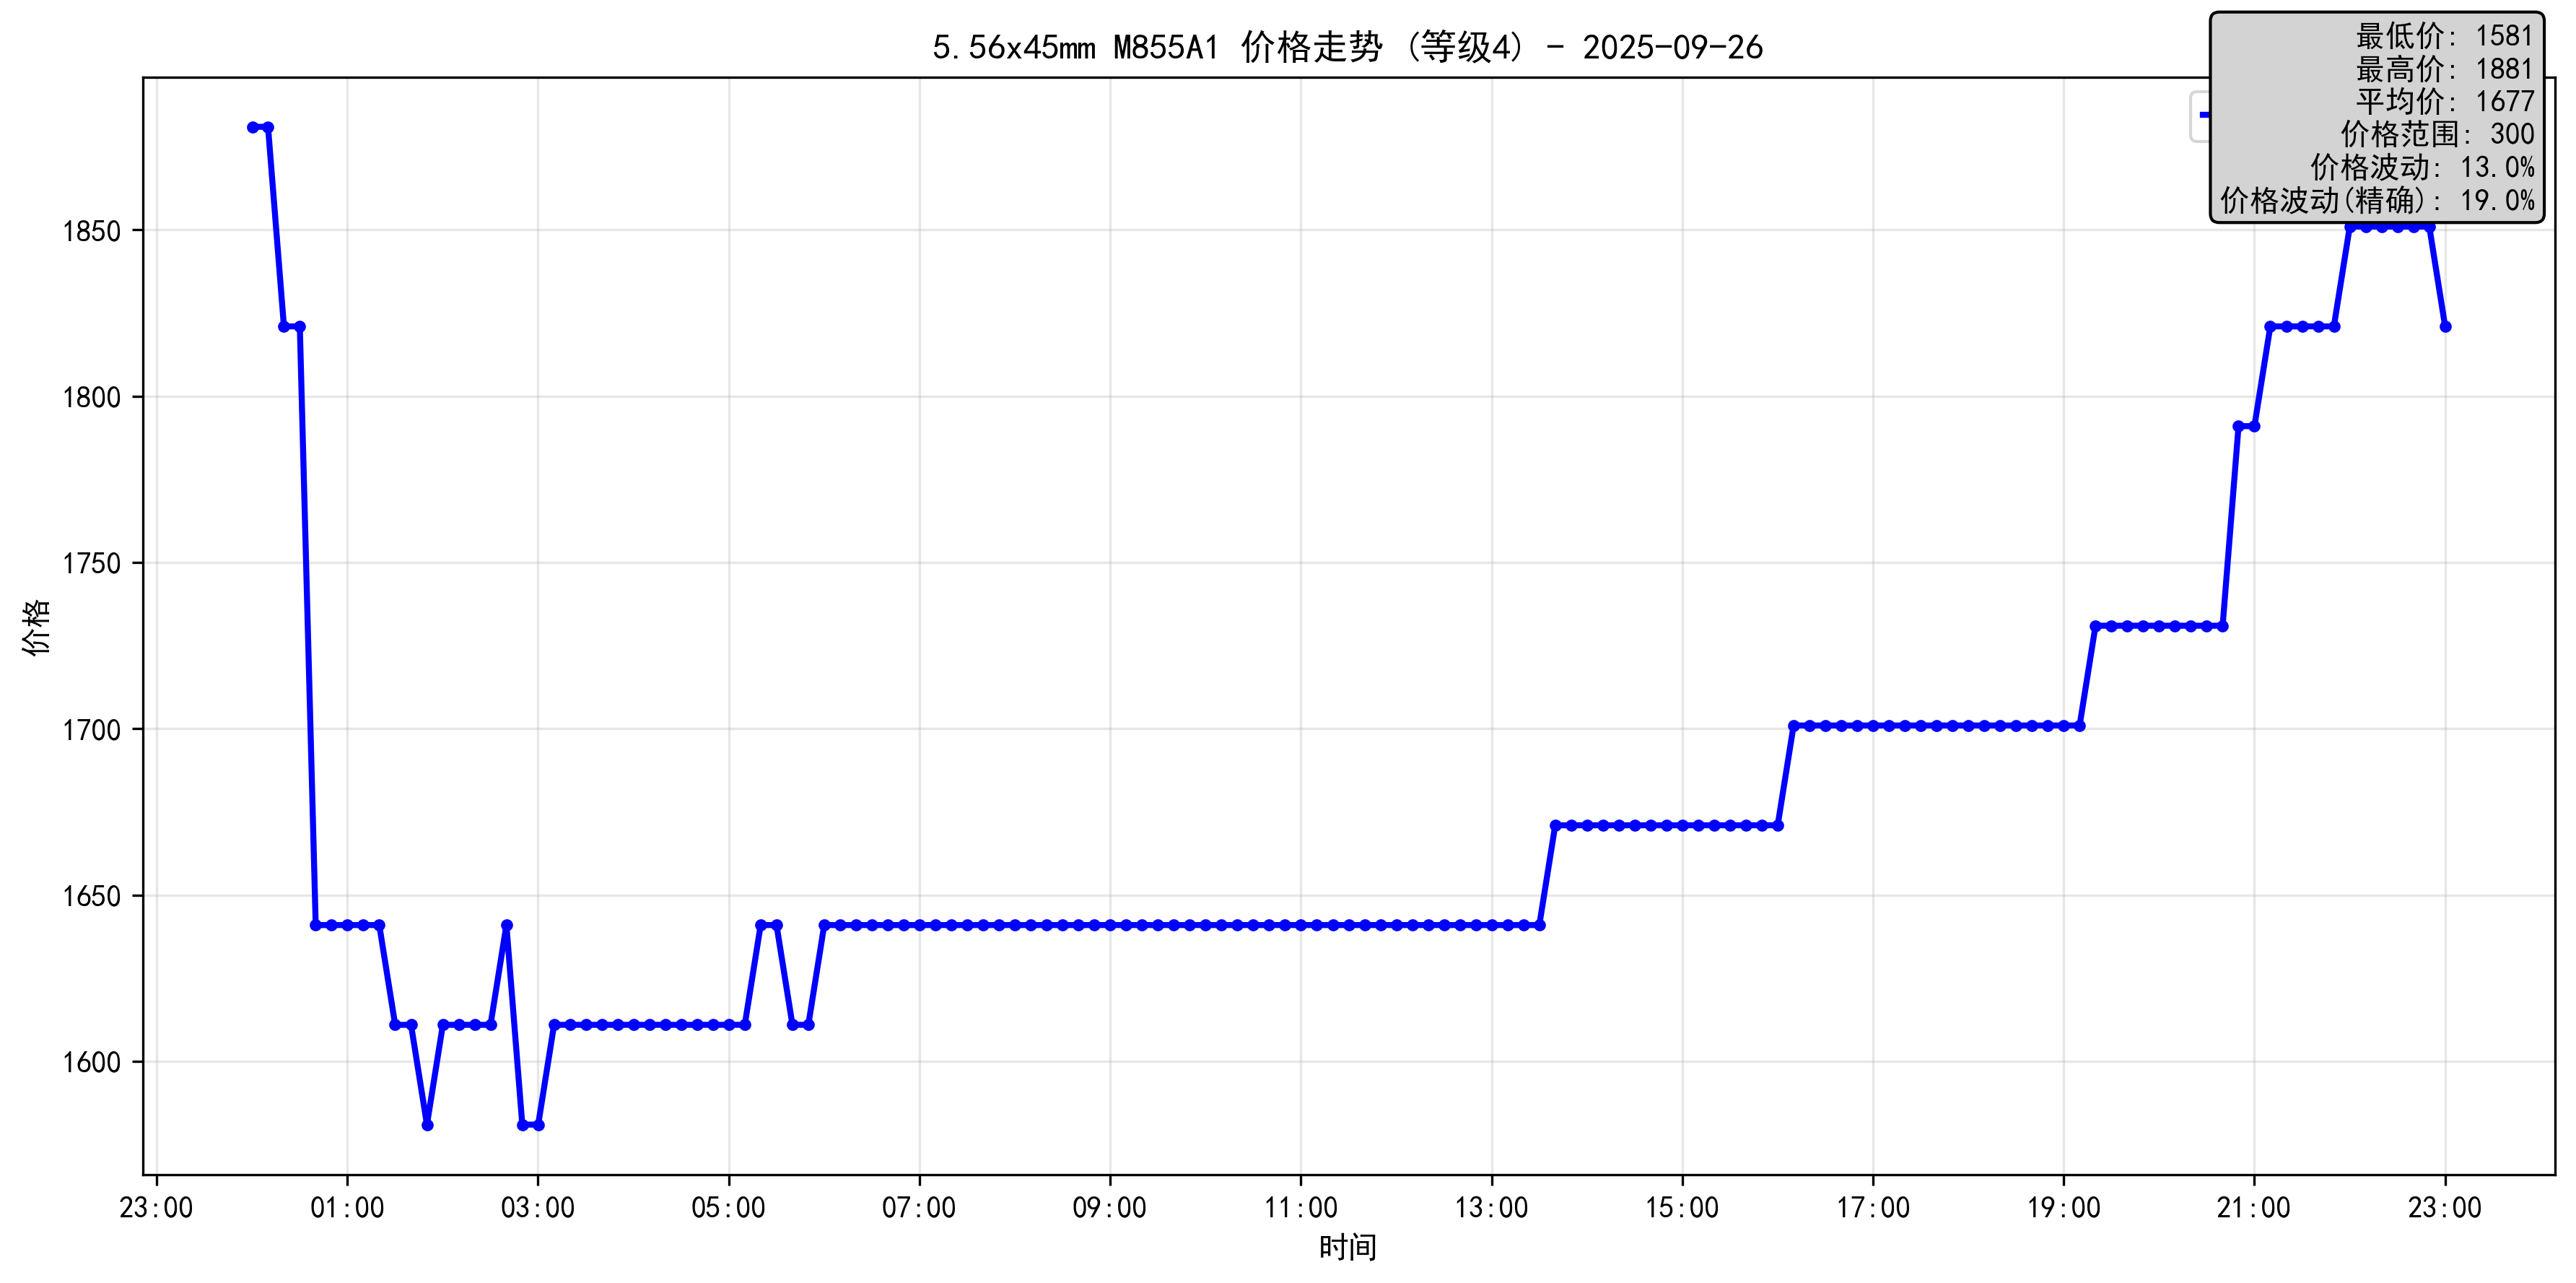 5.56x45mm M855A1 价格走势 (等级4) - 2025-09-26
最低价: 1581
最高价: 1881
平均价: 1677
价格范围: 300
价格波动: 13.0%
价格波动(精确): 19.0%
1850
1800
1750
1700
1650
1600
价格
23:00 01:00 03:00 05:00 07:00 09:00 11:00 13:00 15:00 17:00 19:00 21:00 23:00
时间